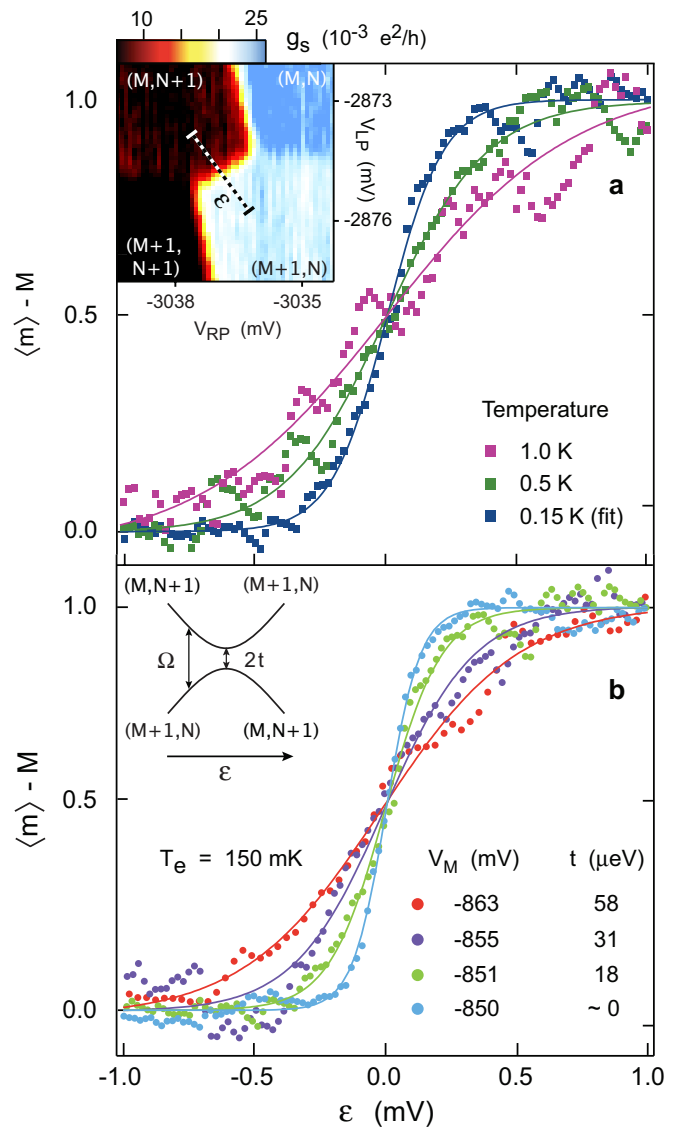 10 25 g_s (10^-3 e^2/h)
(M,N+1) (M,N)
(M+1,
N+1) (M+1,N)
ε
-2873
-2876
V_LP (mV)
-3038 -3035
V_RP (mV)
1.0
0.5
0.0
⟨m⟩ - M
a
Temperature
1.0 K
0.5 K
0.15 K (fit)
(M,N+1) (M+1,N)
Ω 2t
(M+1,N) (M,N+1)
ε
b
T_e = 150 mK
V_M (mV) t (μeV)
-863 58
-855 31
-851 18
-850 ~ 0
1.0
0.5
0.0
⟨m⟩ - M
-1.0 -0.5 0.0 0.5 1.0
ε (mV)